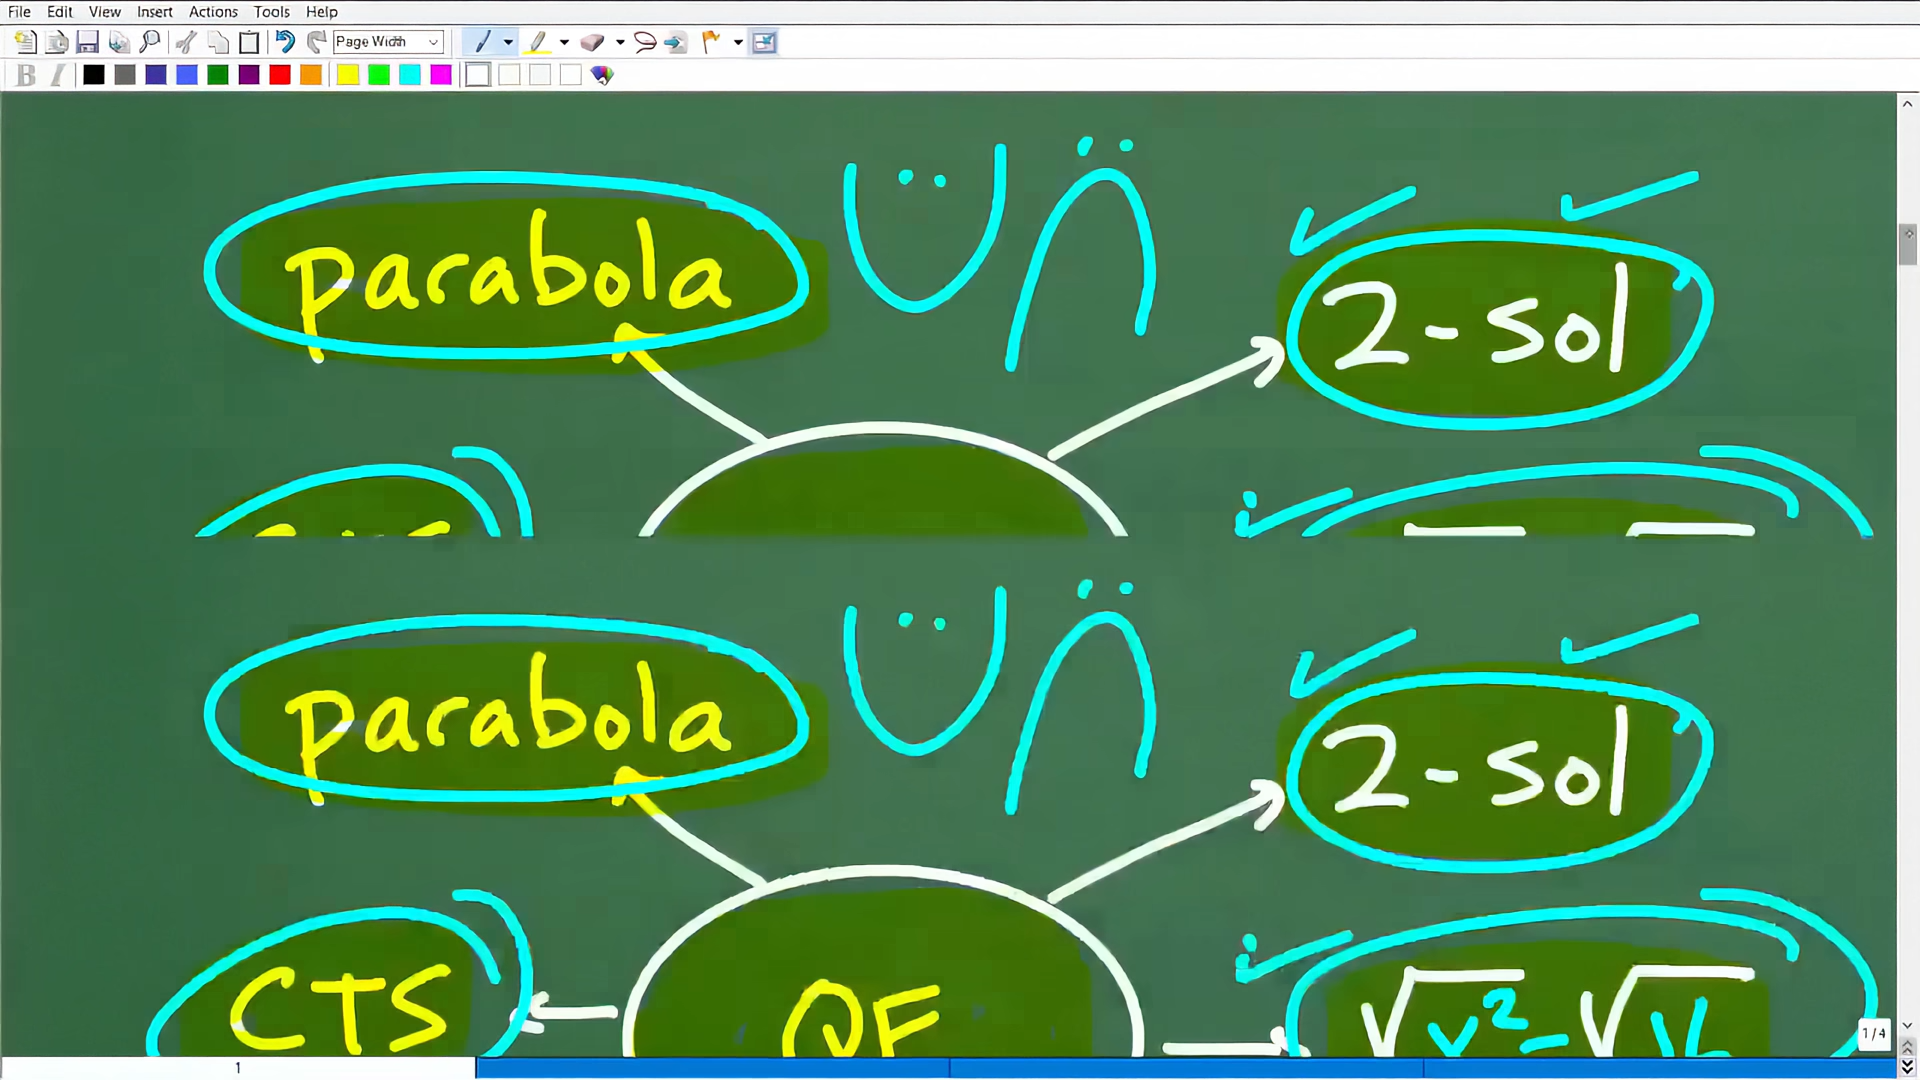 File Edit View Insert Actions Tools Help
Page Width
B I
parabola
2-sol
parabola
2-sol
CTS
QF
1/4
1